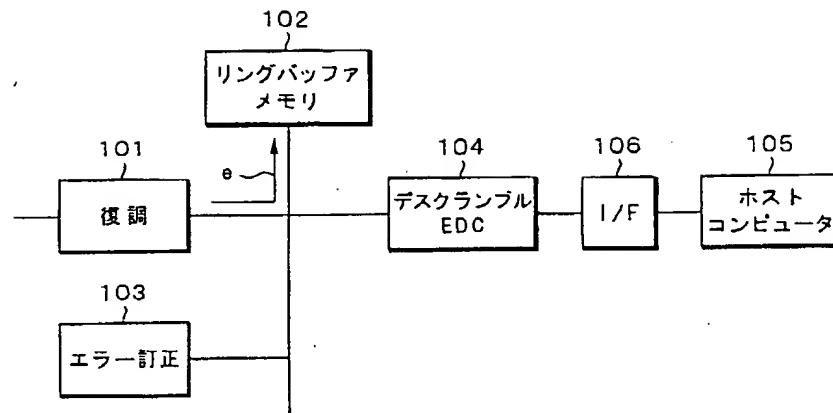 102
リングバッファ
メモリ
101
復調
e
104
デスクランブル
EDC
106
I/F
105
ホスト
コンピュータ
103
エラー訂正